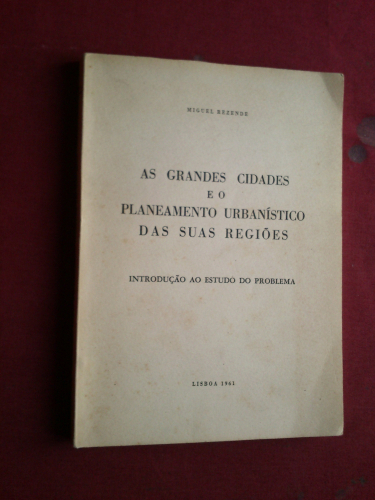 MIGUEL REZENDE
AS GRANDES CIDADES
E O
PLANEAMENTO URBANÍSTICO
DAS SUAS REGIÕES
INTRODUÇÃO AO ESTUDO DO PROBLEMA
LISBOA 1961